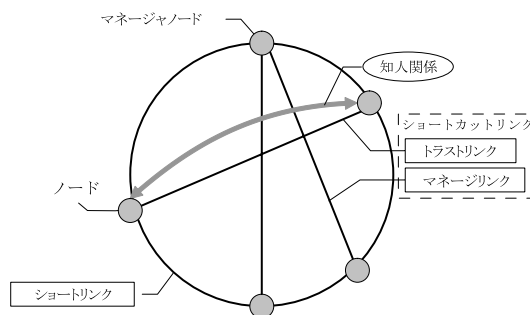 マネージャノード
知人関係
ショートカットリンク
トラストリンク
マネージリンク
ノード
ショートリンク